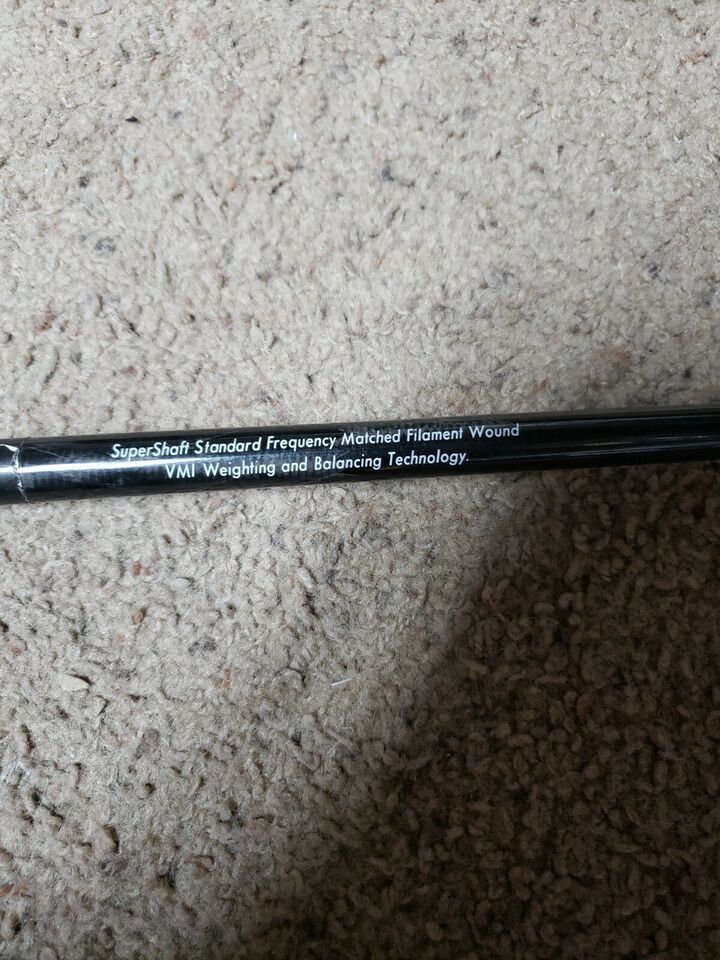 SuperShaft Standard Frequency Matched Filament Wound
VMI Weighting and Balancing Technology.